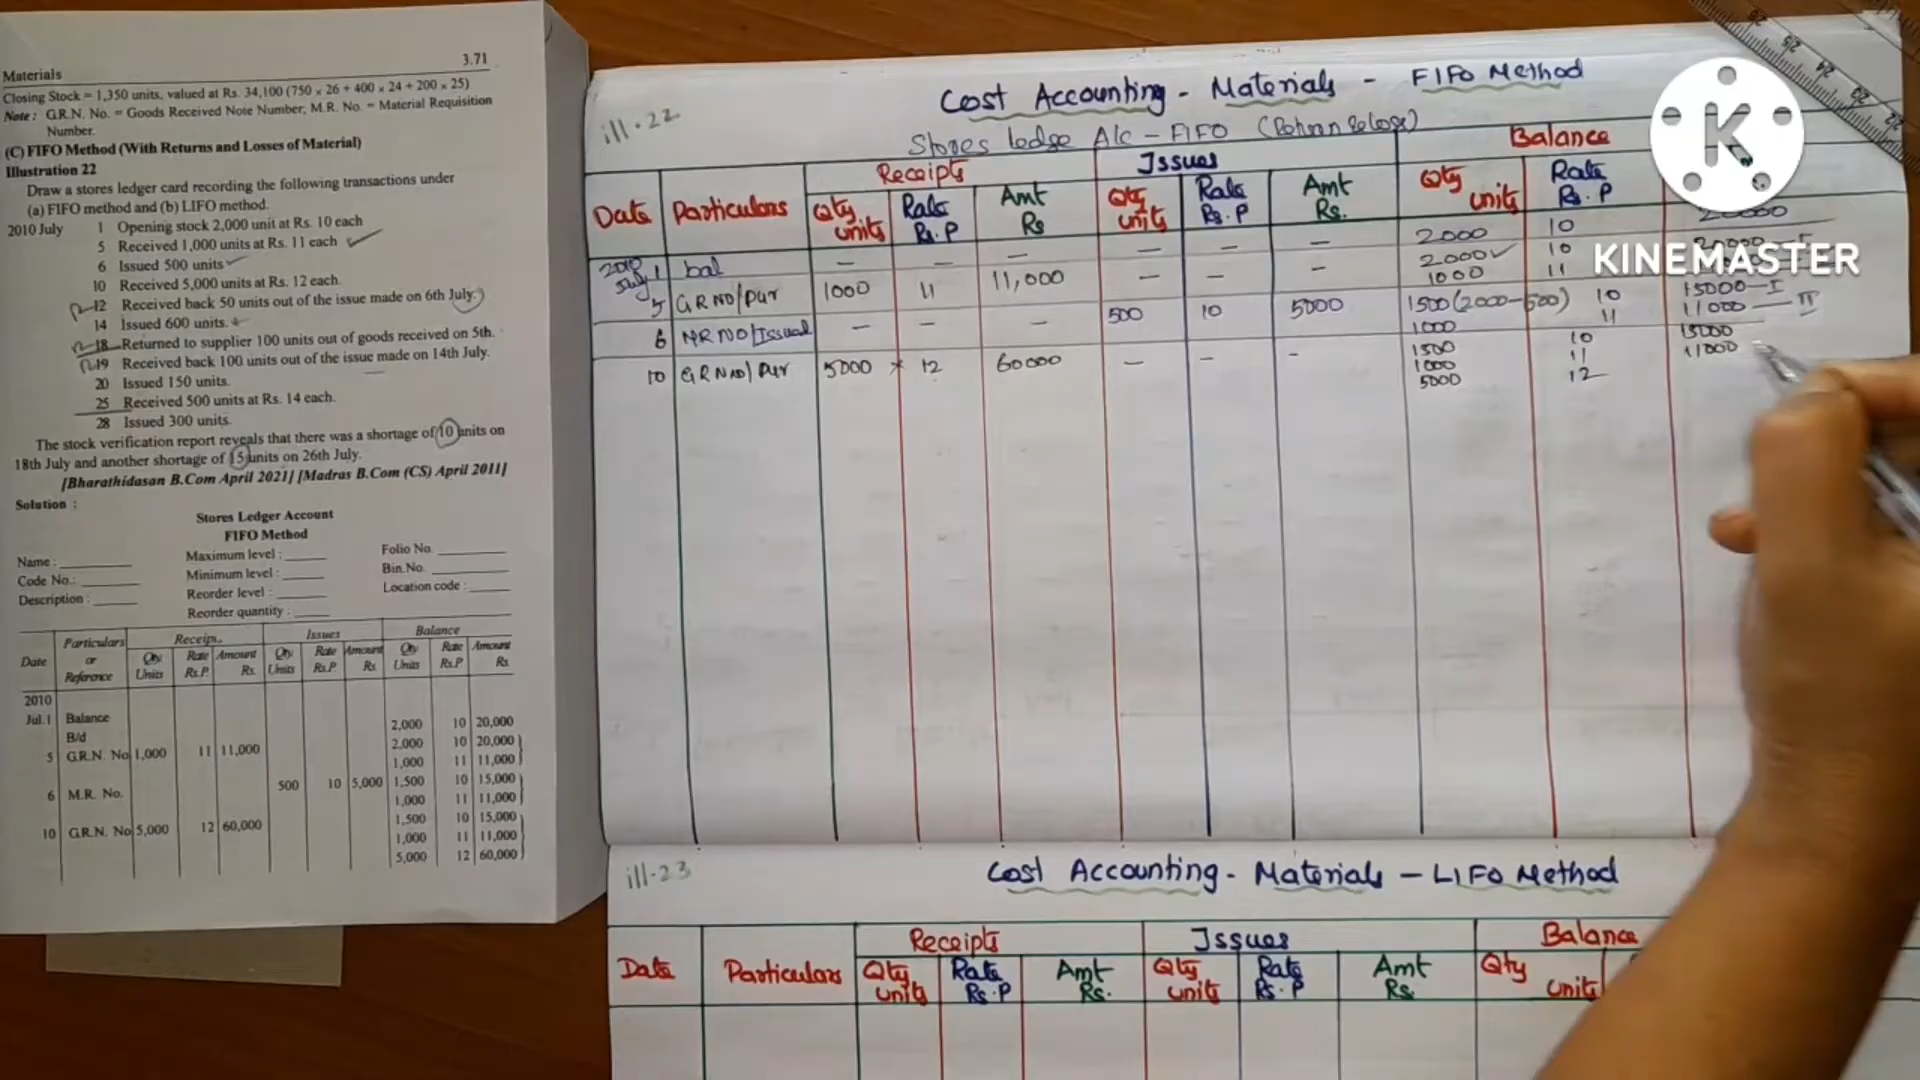 3.71
Materials
Closing Stock = 1,350 units, valued at Rs. 34,100 (750 × 26 + 400 × 24 + 200 × 25)
Note : G.R.N. No. = Goods Received Note Number; M.R. No. = Material Requisition
Number.
(C) FIFO Method (With Returns and Losses of Material)
Illustration 22
Draw a stores ledger card recording the following transactions under
(a) FIFO method and (b) LIFO method.
2010 July 1 Opening stock 2,000 unit at Rs. 10 each
5 Received 1,000 units at Rs. 11 each
6 Issued 500 units
10 Received 5,000 units at Rs. 12 each.
12 Received back 50 units out of the issue made on 6th July.
14 Issued 600 units.
18 Returned to supplier 100 units out of goods received on 5th.
19 Received back 100 units out of the issue made on 14th July.
20 Issued 150 units.
25 Received 500 units at Rs. 14 each.
28 Issued 300 units.
The stock verification report reveals that there was a shortage of 10 units on
18th July and another shortage of 15 units on 26th July.
[Bharathidasan B.Com April 2021] [Madras B.Com (CS) April 2011]
Solution :
Stores Ledger Account
FIFO Method
Name : Maximum level : Folio No.
Code No.: Minimum level : Bin.No.
Description : Reorder level : Location code :
Reorder quantity :
Date Particulars or Reference Receip Issues Balance
Qty Units Rate Rs.P. Amount Rs. Qty Units Rate Rs.P Amount Rs Qty Units Rate Rs.P Amount Rs
2010
Jul.1 Balance 2,000 10 20,000
B/d 2,000 10 20,000
5 G.R.N. No 1,000 11 11,000 1,000 11 11,000
6 M.R. No. 500 10 5,000 1,500 10 15,000
1,000 11 11,000
1,500 10 15,000
10 G.R.N. No 5,000 12 60,000 1,000 11 11,000
5,000 12 60,000
ill.22
Cost Accounting - Materials - FIFO Method
Stores ledge A/c - FIFO
Receipts Issues Balance
Date Particulars Qty units Rate Rs.P Amt Rs Qty units Rate Rs.P Amt Rs. Qty units Rate Rs.P
2010 July 1 bal — — — — — — 2000 10 20000
5 GRNO/Pur 1000 11 11,000 — — — 2000 10
1000 11
6 MRNO/Issued — — — 500 10 5000 1500 (2000-500) 10 15000 — I
1000 11 11000 — II
10 GRNO/Pur 5000 × 12 60000 — — - 1500 10 15000
1000 11 11000
5000 12
K
KINEMASTER
ill.23
Cost Accounting - Materials - LIFO Method
Receipts Issues Balance
Date Particulars Qty units Rate Rs.P Amt Rs. Qty units Rate Rs.P Amt Rs. Qty units